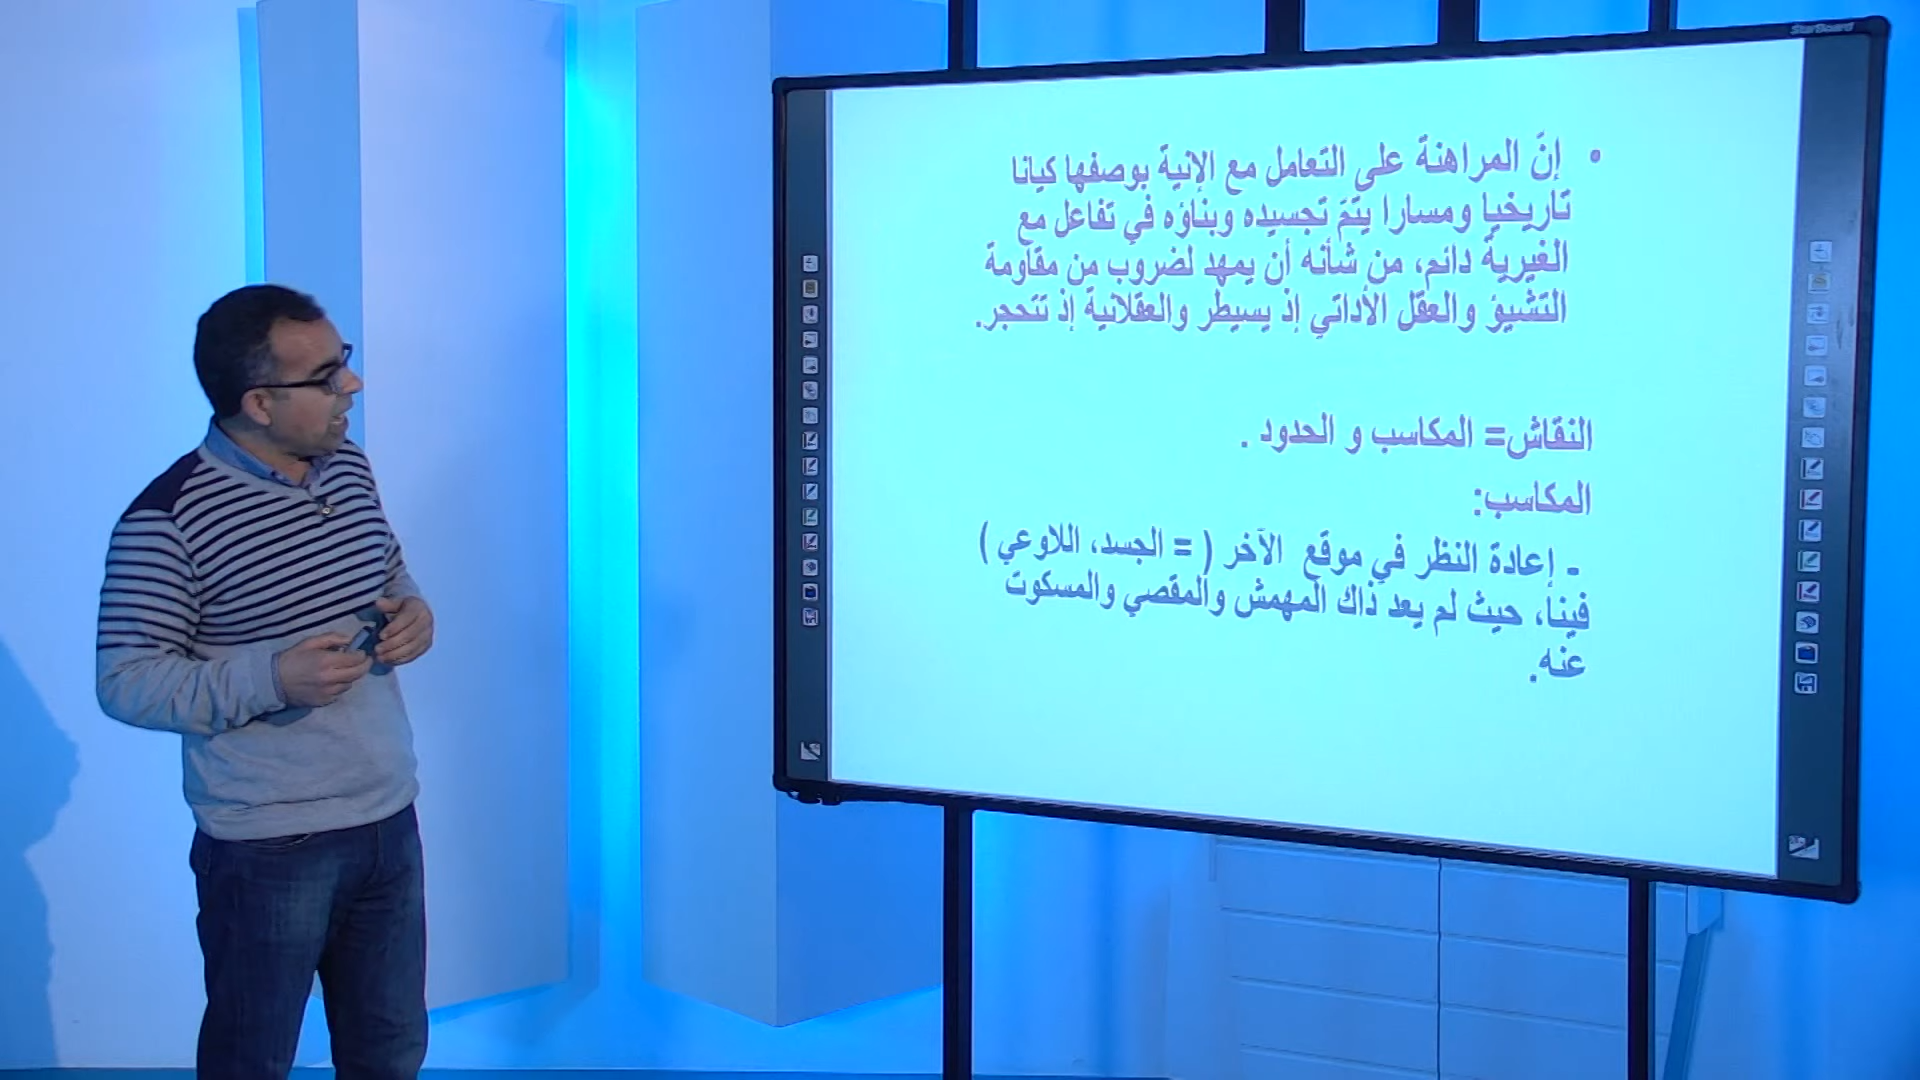 StarBoard
• إنّ المراهنة على التعامل مع الإنية بوصفها كيانا
تاريخيا ومسارا يتمّ تجسيده وبناؤه في تفاعل مع
الغيرية دائم، من شأنه أن يمهد لضروب من مقاومة
التشيؤ والعقل الأداتي إذ يسيطر والعقلانية إذ تتحجر.
النقاش= المكاسب و الحدود .
المكاسب:
- إعادة النظر في موقع الآخر ( = الجسد، اللاوعي )
فينا، حيث لم يعد ذاك المهمش والمقصي والمسكوت
عنه.